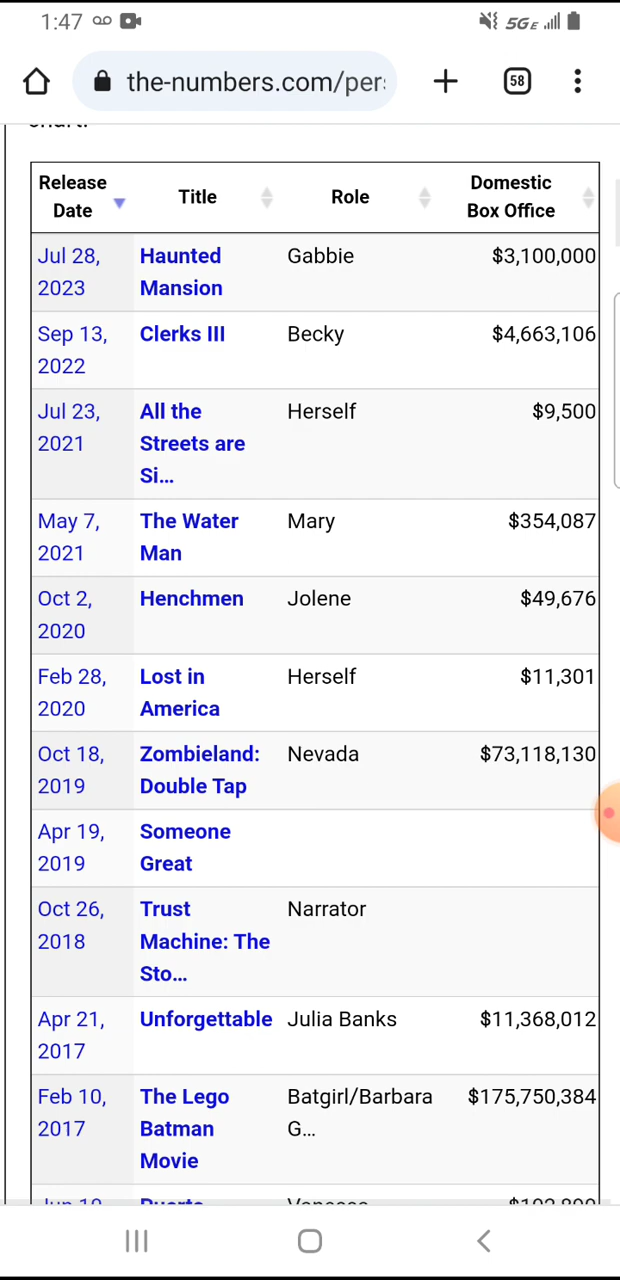 1:47
5GE
the-numbers.com/per
58
chart.
Release Date Title Role Domestic Box Office
Jul 28, 2023 Haunted Mansion Gabbie $3,100,000
Sep 13, 2022 Clerks III Becky $4,663,106
Jul 23, 2021 All the Streets are Si... Herself $9,500
May 7, 2021 The Water Man Mary $354,087
Oct 2, 2020 Henchmen Jolene $49,676
Feb 28, 2020 Lost in America Herself $11,301
Oct 18, 2019 Zombieland: Double Tap Nevada $73,118,130
Apr 19, 2019 Someone Great
Oct 26, 2018 Trust Machine: The Sto... Narrator
Apr 21, 2017 Unforgettable Julia Banks $11,368,012
Feb 10, 2017 The Lego Batman Movie Batgirl/Barbara G... $175,750,384